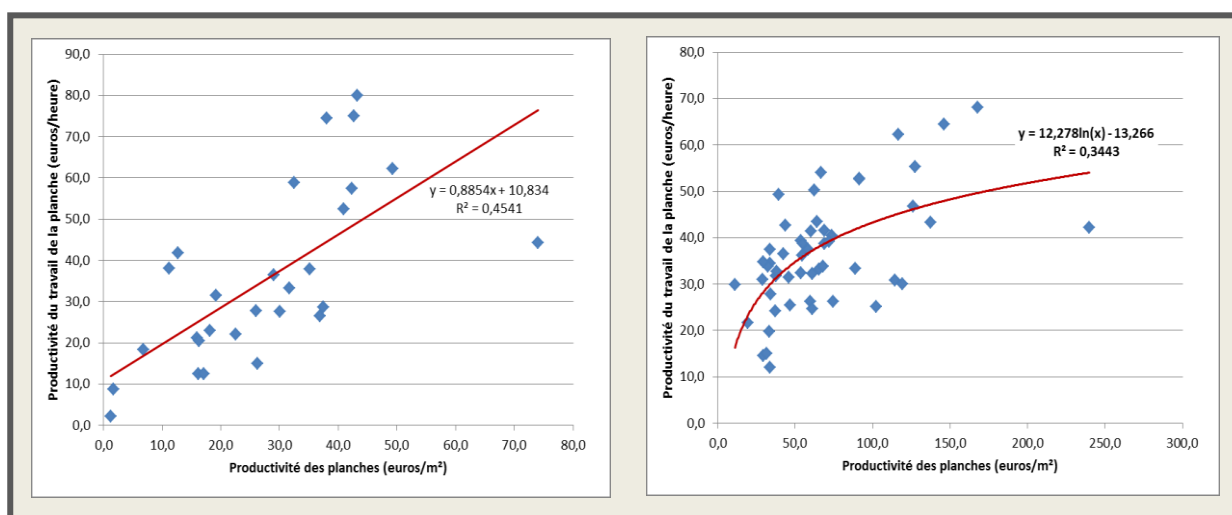 90,0
80,0
70,0
60,0
50,0
40,0
30,0
20,0
10,0
0,0
Productivité du travail de la planche (euros/heure)
y = 0,8854x + 10,834
R² = 0,4541
0,0 10,0 20,0 30,0 40,0 50,0 60,0 70,0 80,0
Productivité des planches (euros/m²)
80,0
70,0
60,0
50,0
40,0
30,0
20,0
10,0
0,0
Productivité du travail de la planche (euros/heure)
y = 12,278ln(x) - 13,266
R² = 0,3443
0,0 50,0 100,0 150,0 200,0 250,0 300,0
Productivité des planches (euros/m²)